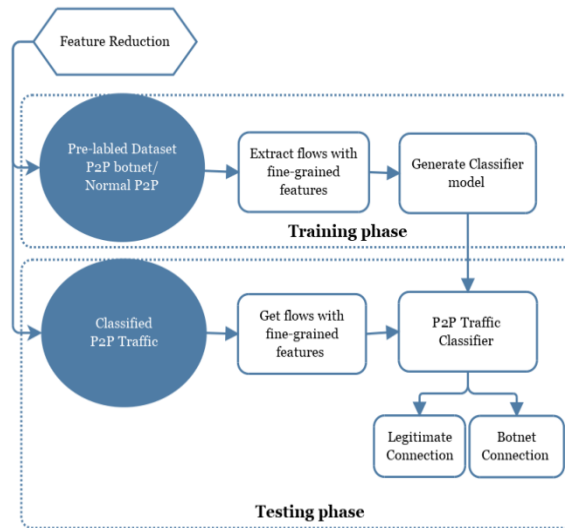 Feature Reduction
Pre-labled Dataset
P2P botnet/
Normal P2P
Extract flows with
fine-grained
features
Generate Classifier
model
Training phase
Classified
P2P Traffic
Get flows with
fine-grained
features
P2P Traffic
Classifier
Legitimate
Connection
Botnet
Connection
Testing phase